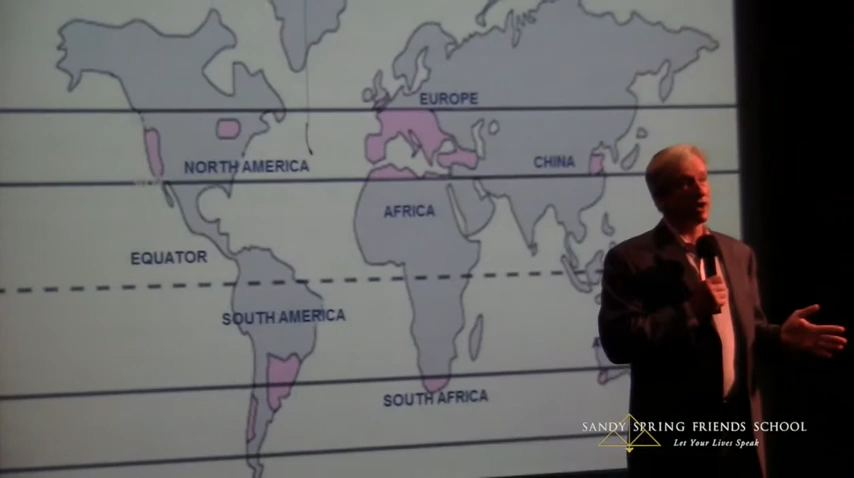 EUROPE
NORTH AMERICA
CHINA
AFRICA
EQUATOR
SOUTH AMERICA
SOUTH AFRICA
SANDY SPRING FRIENDS SCHOOL
Let Your Lives Speak